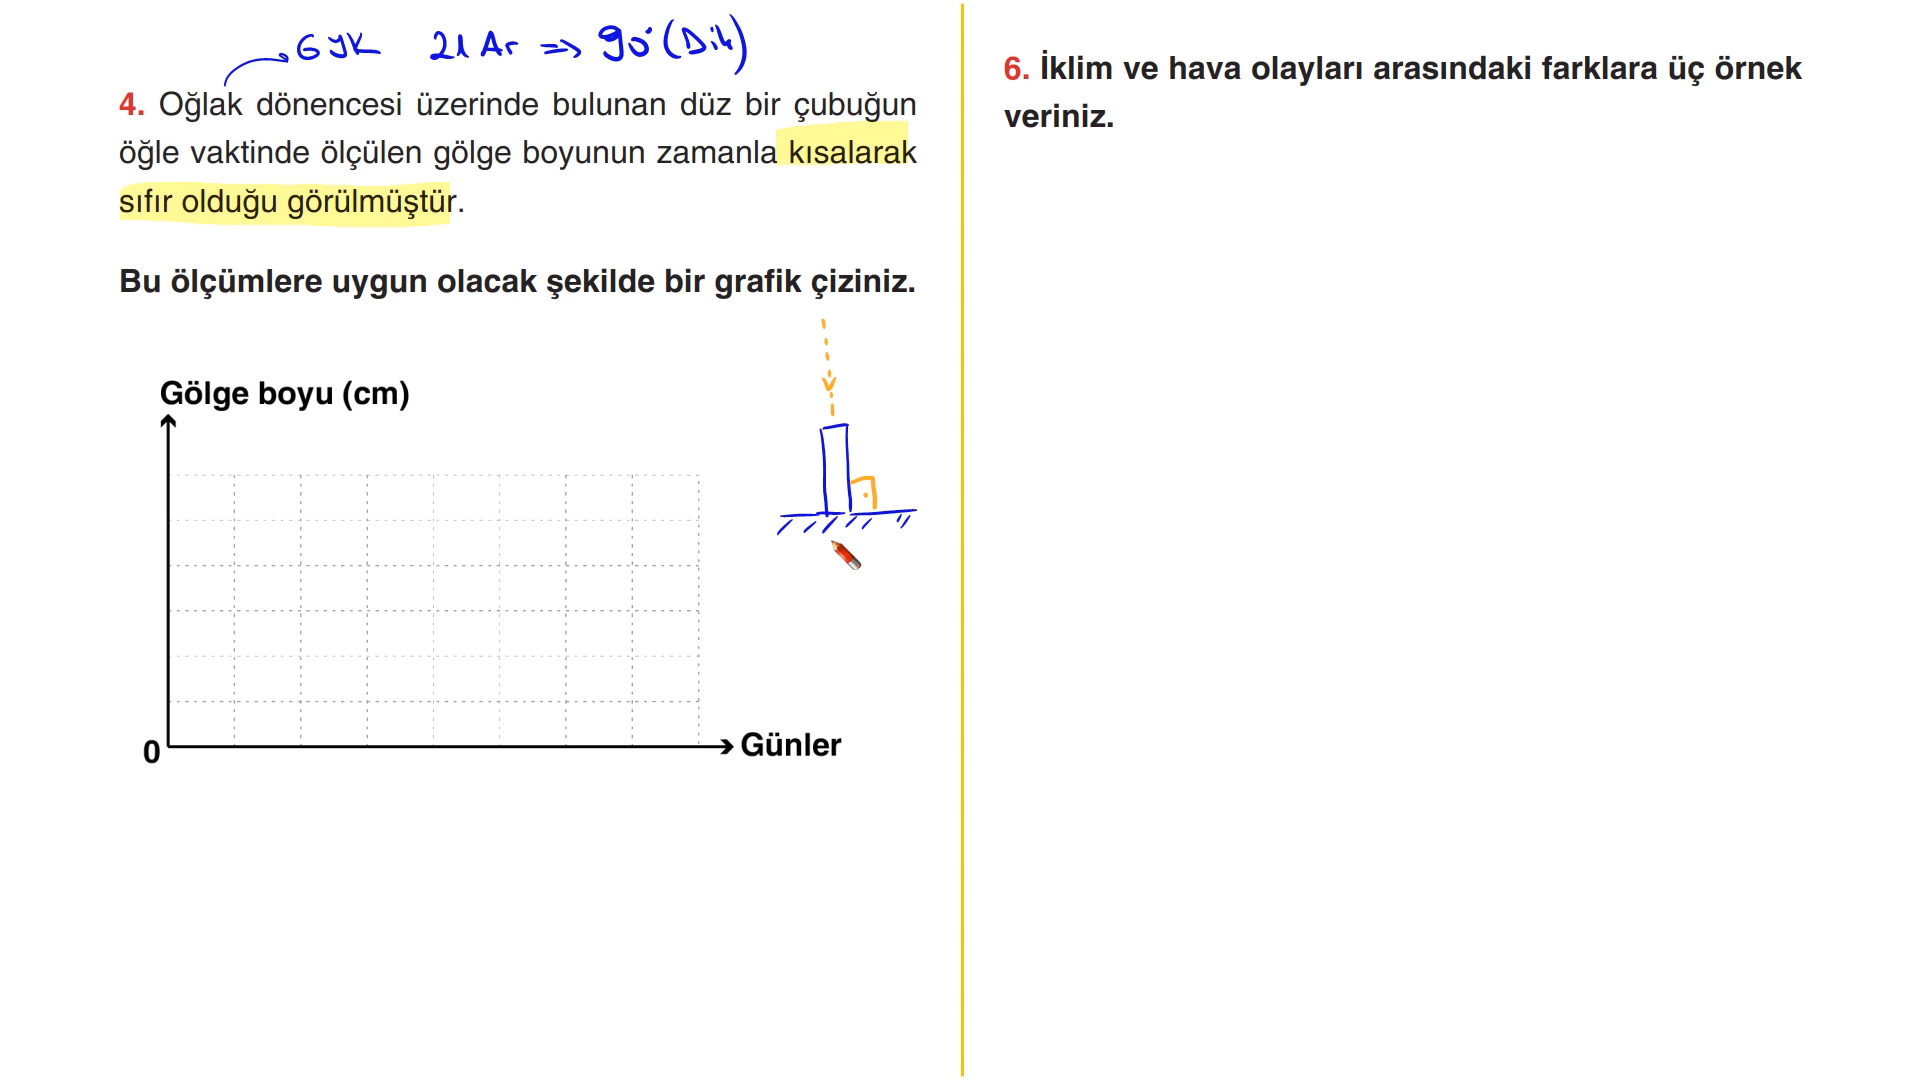 GYK 21 Ar => 90° (Dik)
4. Oğlak dönencesi üzerinde bulunan düz bir çubuğun
öğle vaktinde ölçülen gölge boyunun zamanla kısalarak
sıfır olduğu görülmüştür.
Bu ölçümlere uygun olacak şekilde bir grafik çiziniz.
Gölge boyu (cm)
0
Günler
6. İklim ve hava olayları arasındaki farklara üç örnek
veriniz.